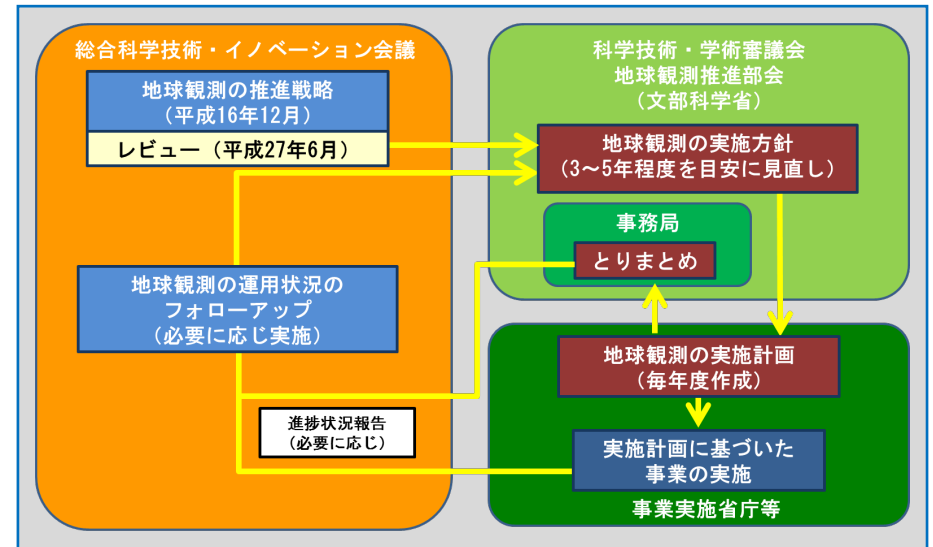 総合科学技術・イノベーション会議
地球観測の推進戦略
(平成16年12月)
レビュー（平成27年6月）
地球観測の運用状況の
フォローアップ
(必要に応じ実施)
進捗状況報告
(必要に応じ)
科学技術・学術審議会
地球観測推進部会
(文部科学省)
地球観測の実施方針
(3～5年程度を目安に見直し)
事務局
とりまとめ
地球観測の実施計画
(毎年度作成)
実施計画に基づいた
事業の実施
事業実施省庁等